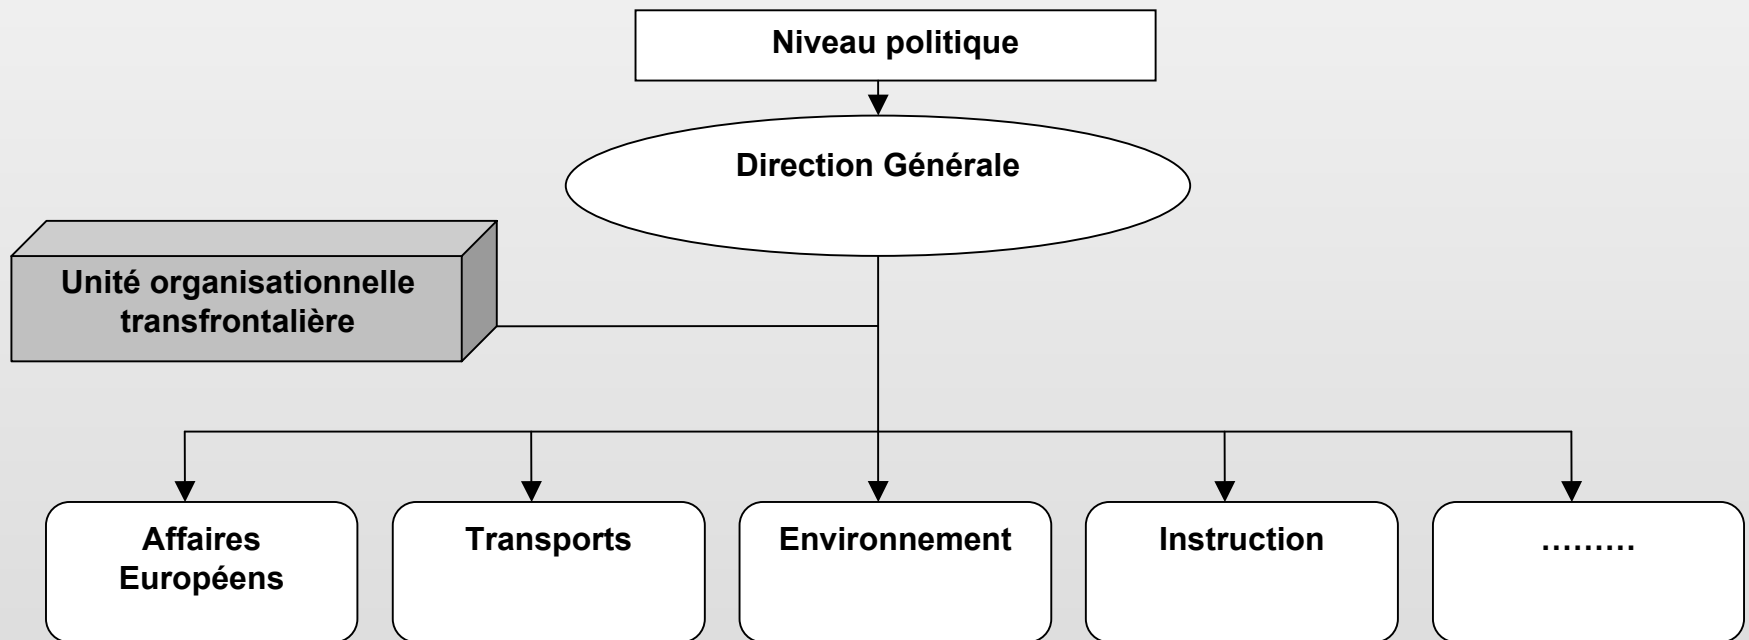 Niveau politique
Direction Générale
Unité organisationnelle
transfrontalière
Affaires
Européens
Transports
Environnement
Instruction
………